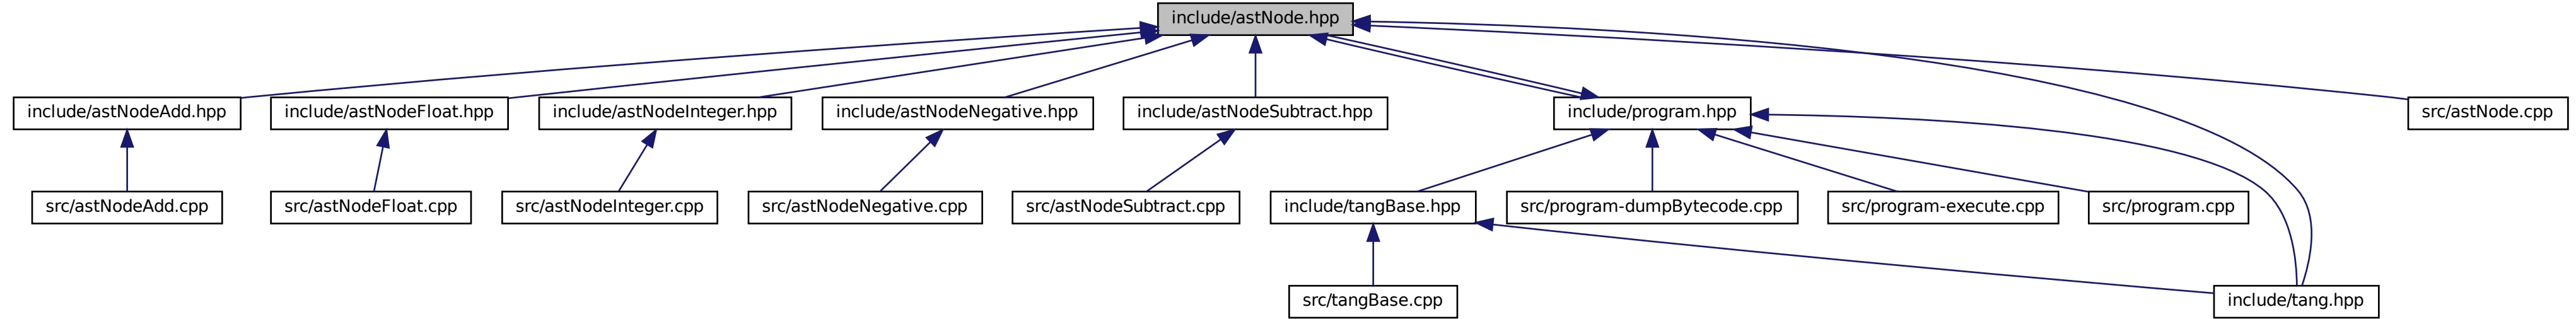 include/astNode.hpp
include/astNodeAdd.hpp
include/astNodeFloat.hpp
include/astNodeInteger.hpp
include/astNodeNegative.hpp
include/astNodeSubtract.hpp
include/program.hpp
src/astNode.cpp
src/astNodeAdd.cpp
src/astNodeFloat.cpp
src/astNodeInteger.cpp
src/astNodeNegative.cpp
src/astNodeSubtract.cpp
include/tangBase.hpp
src/program-dumpBytecode.cpp
src/program-execute.cpp
src/program.cpp
src/tangBase.cpp
include/tang.hpp